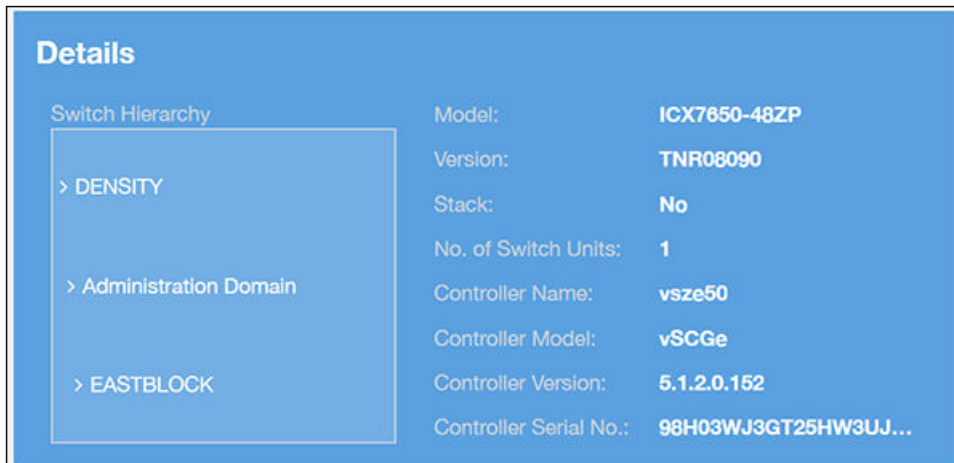 Details
Switch Hierarchy
> DENSITY
> Administration Domain
> EASTBLOCK
Model: ICX7650-48ZP
Version: TNR08090
Stack: No
No. of Switch Units: 1
Controller Name: vsze50
Controller Model: vSCGe
Controller Version: 5.1.2.0.152
Controller Serial No.: 98H03WJ3GT25HW3UJ...